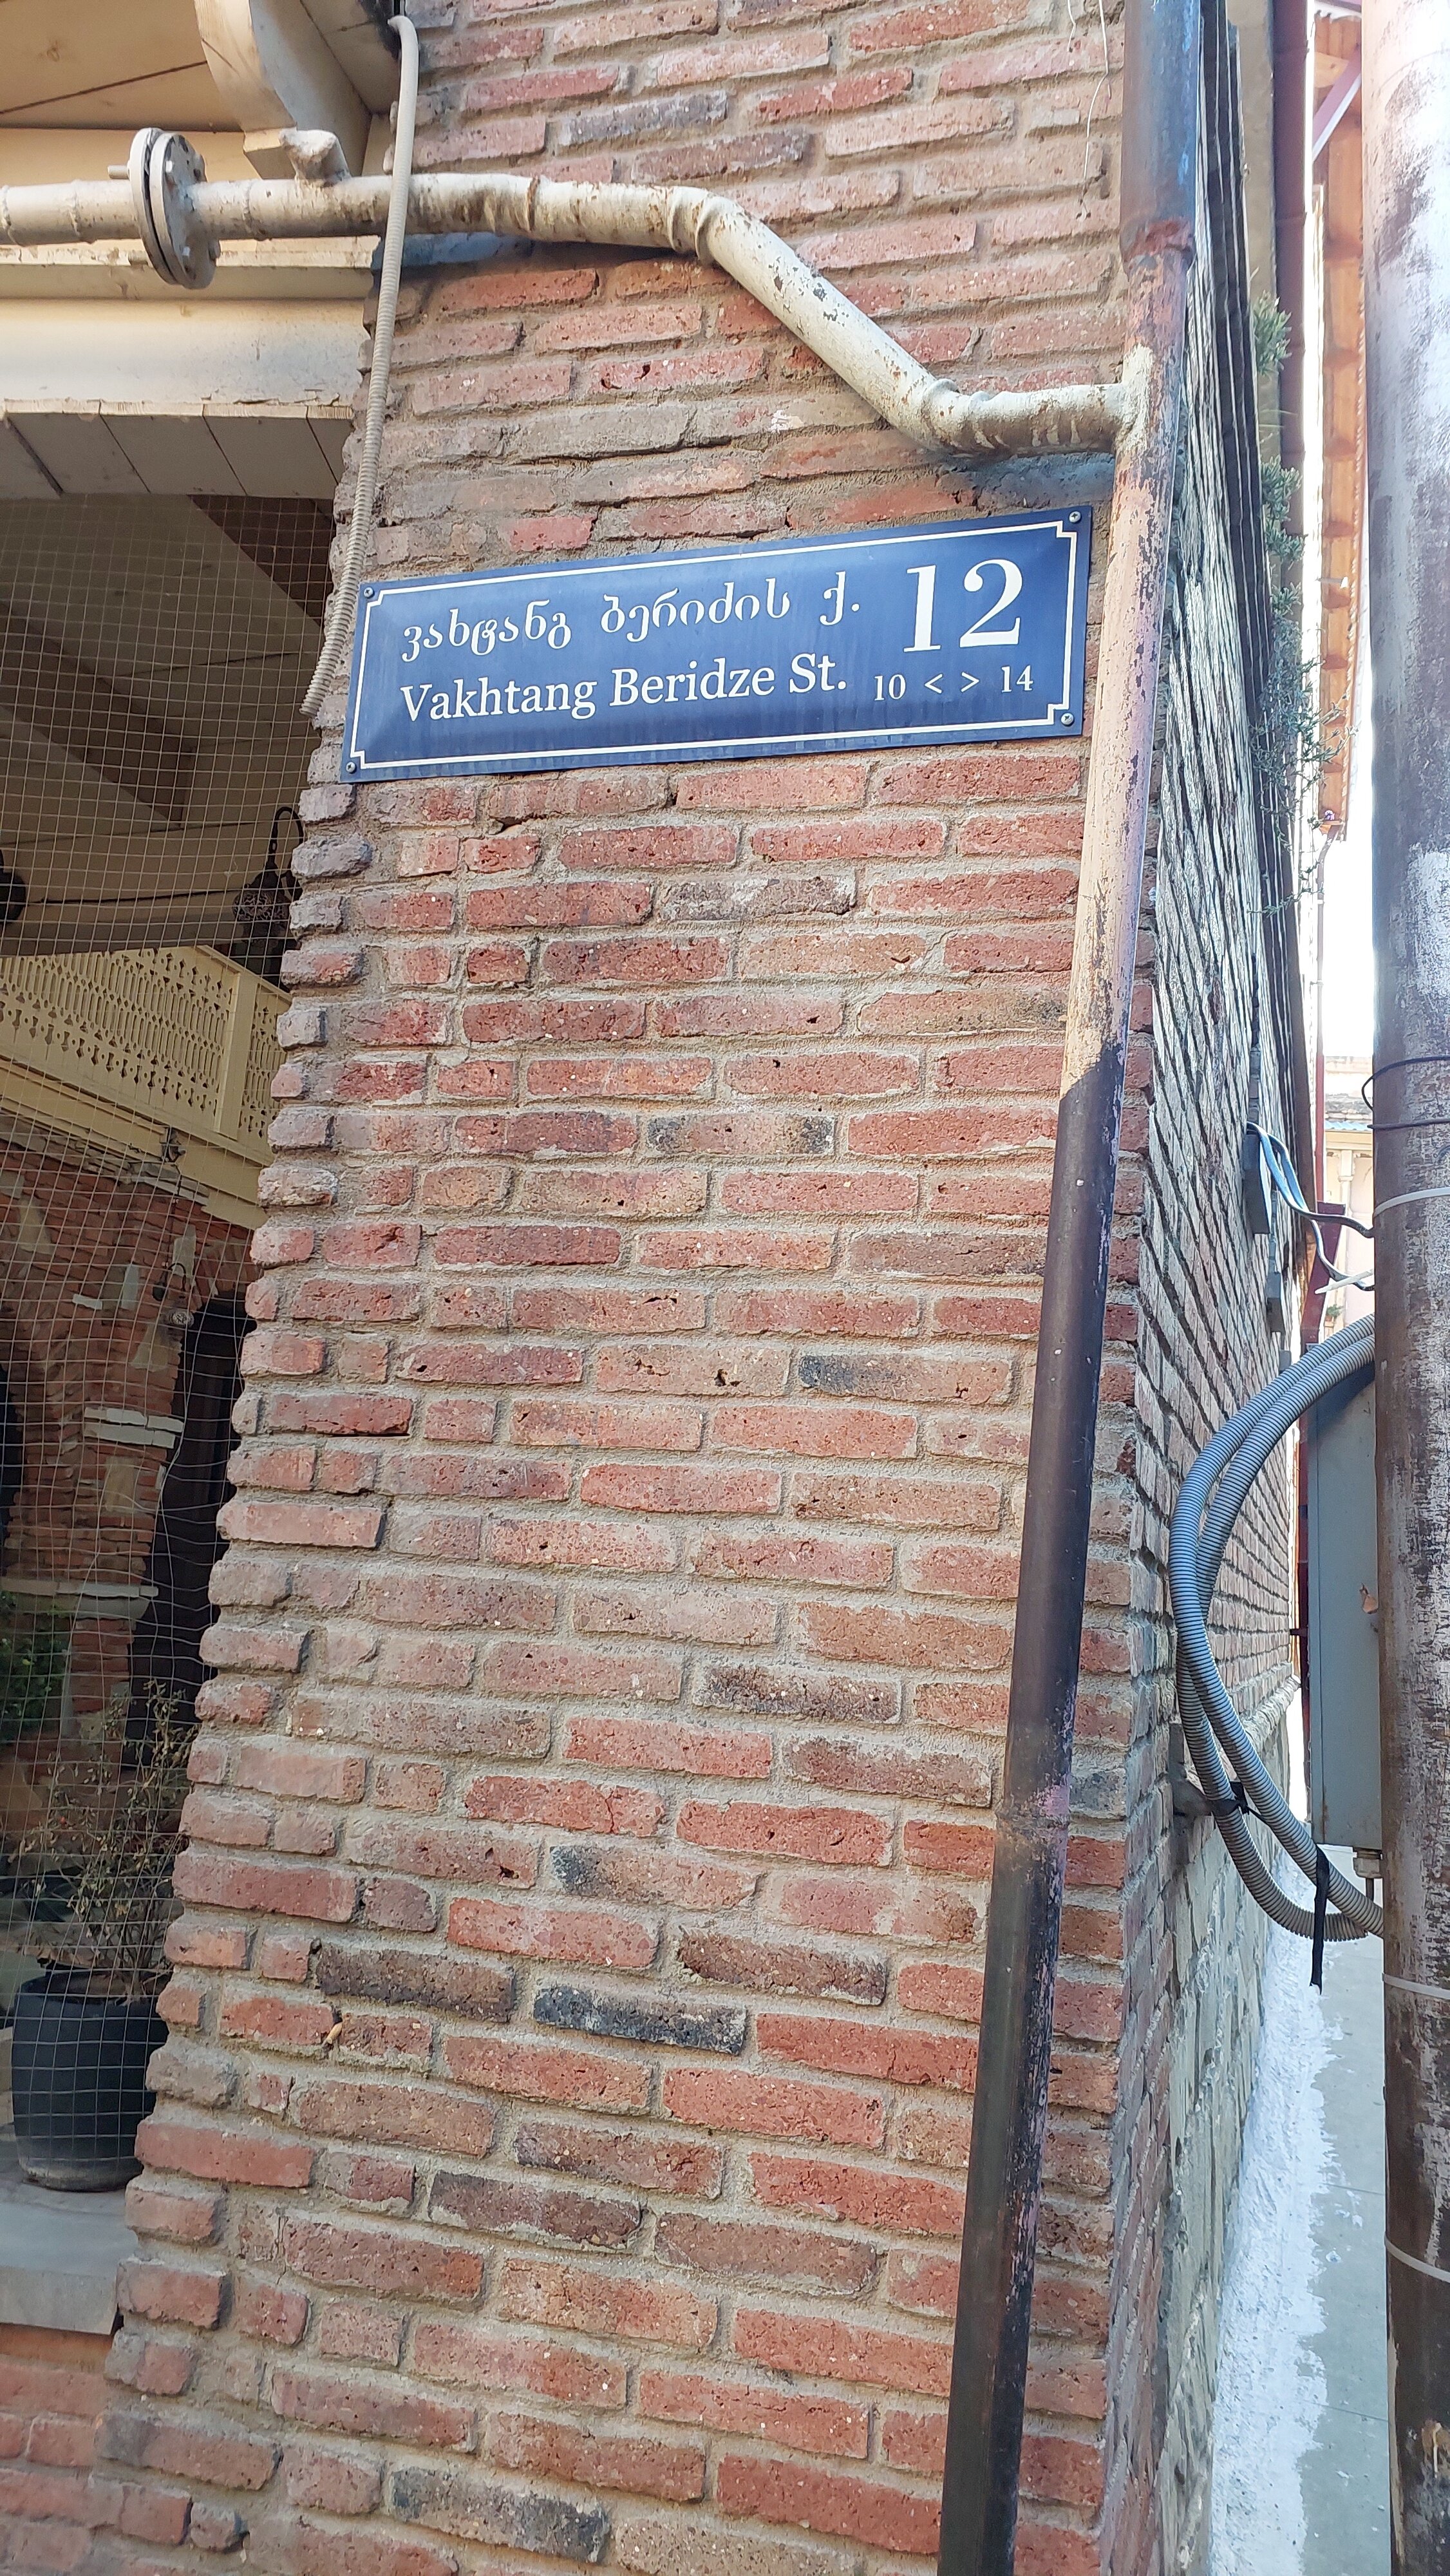 ვახტანგ ბერიძის ქ. 12
Vakhtang Beridze St. 10 < > 14